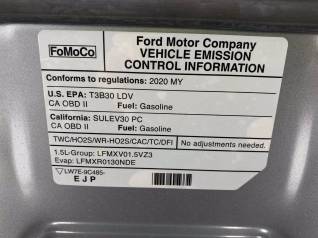 FoMoCo
Ford Motor Company
VEHICLE EMISSION
CONTROL INFORMATION
Conforms to regulations: 2020 MY
U.S. EPA: T3B30 LDV
CA OBD II Fuel: Gasoline
California: SULEV30 PC
CA OBD II Fuel: Gasoline
TWC/HO2S/WR-HO2S/CAC/TC/DFI No adjustments needed.
1.5L-Group: LFMXV01.5VZ3
Evap: LFMXR0130NDE
LW7E-9C485-
E J P